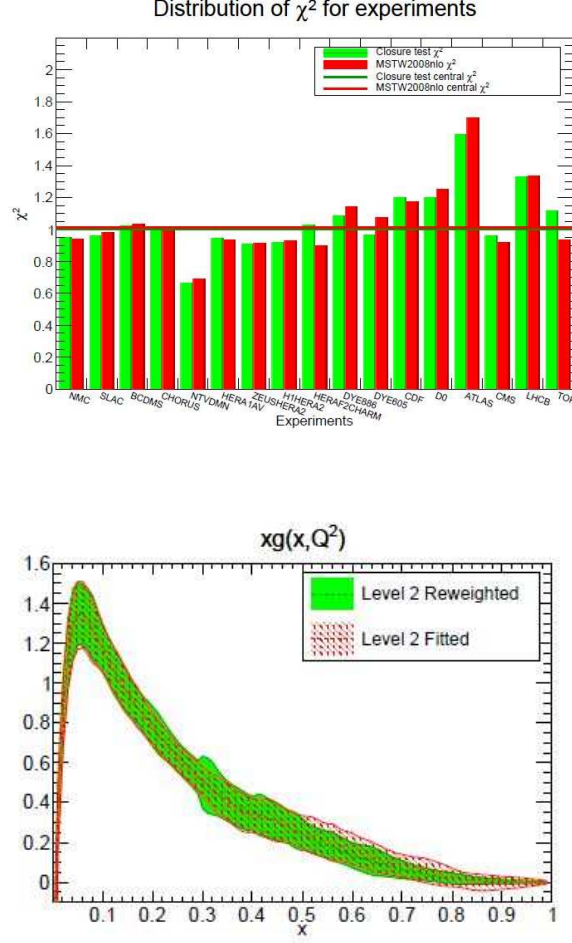 Distribution of χ² for experiments
Closure test χ²
MSTW2008nlo χ²
Closure test central χ²
MSTW2008nlo central χ²
2
1.8
1.6
1.4
1.2
1
0.8
0.6
0.4
0.2
0
χ²
NMC
SLAC
BCDMS
CHORUS
NTVDMN
HERA1AV
ZEUSHERA2
H1HERA2
HERAF2CHARM
DYE886
DYE605
CDF
D0
ATLAS
CMS
LHCB
Experiments
xg(x,Q²)
Level 2 Reweighted
Level 2 Fitted
1.6
1.4
1.2
1.0
0.8
0.6
0.4
0.2
0
0.1 0.2 0.3 0.4 0.5 0.6 0.7 0.8 0.9 1
x